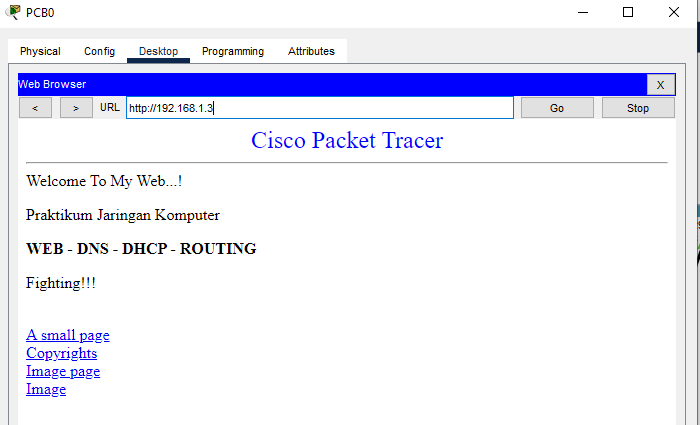 PCB0
Physical Config Desktop Programming Attributes
Web Browser X
< > URL http://192.168.1.3 Go Stop
Cisco Packet Tracer
Welcome To My Web...!
Praktikum Jaringan Komputer
WEB - DNS - DHCP - ROUTING
Fighting!!!
A small page
Copyrights
Image page
Image